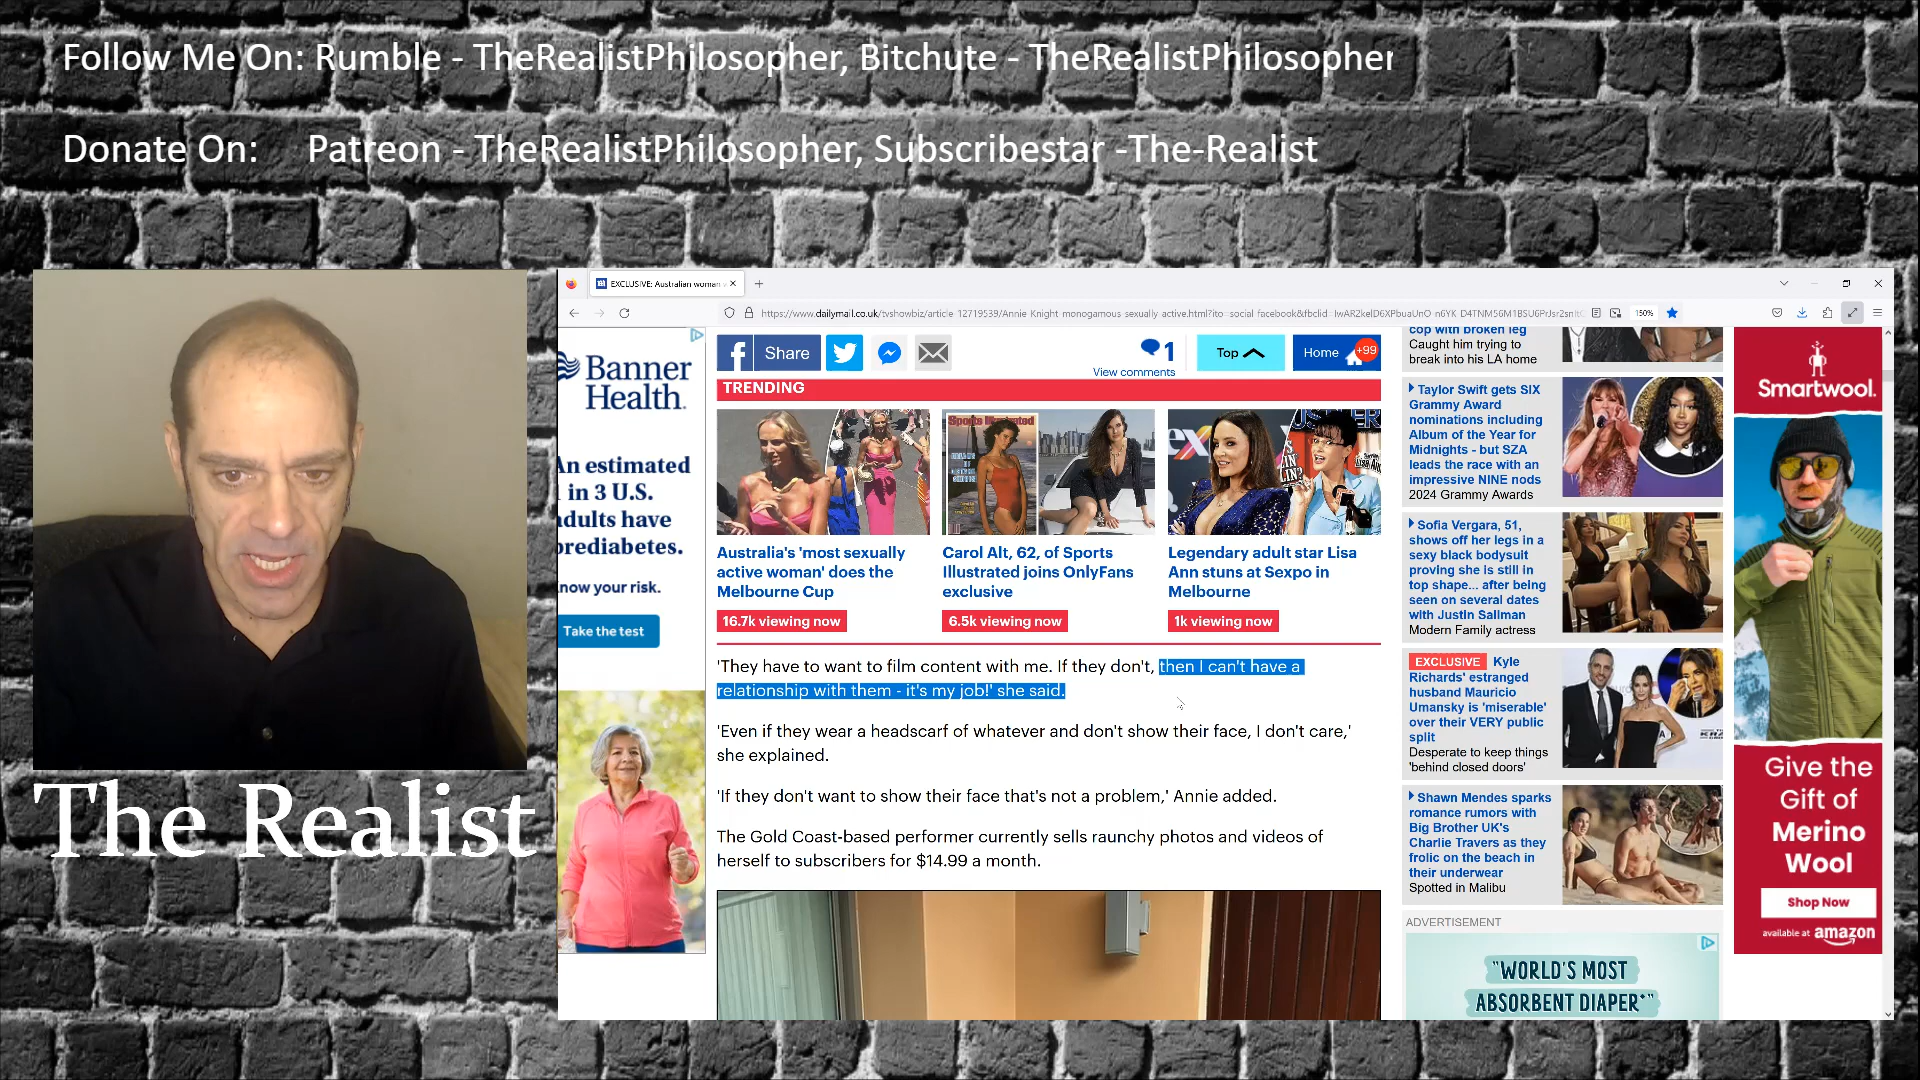 Follow Me On: Rumble - TheRealistPhilosopher, Bitchute - TheRealistPhilosopher
Donate On: Patreon - TheRealistPhilosopher, Subscribestar -The-Realist
The Realist
EXCLUSIVE: Australian woman
150%
Banner
Health.
An estimated
in 3 U.S.
adults have
prediabetes.
now your risk.
Take the test
Share
1
View comments
Top
Home
+99
TRENDING
Sports Illustrated
Australia's 'most sexually
active woman' does the
Melbourne Cup
16.7k viewing now
Carol Alt, 62, of Sports
Illustrated joins OnlyFans
exclusive
6.5k viewing now
Legendary adult star Lisa
Ann stuns at Sexpo in
Melbourne
1k viewing now
'They have to want to film content with me. If they don't, then I can't have a
relationship with them - it's my job!' she said.
'Even if they wear a headscarf of whatever and don't show their face, I don't care,'
she explained.
'If they don't want to show their face that's not a problem,' Annie added.
The Gold Coast-based performer currently sells raunchy photos and videos of
herself to subscribers for $14.99 a month.
cop with broken leg
Caught him trying to
break into his LA home
Taylor Swift gets SIX
Grammy Award
nominations including
Album of the Year for
Midnights - but SZA
leads the race with an
impressive NINE nods
2024 Grammy Awards
Sofia Vergara, 51,
shows off her legs in a
sexy black bodysuit
proving she is still in
top shape... after being
seen on several dates
with Justin Saliman
Modern Family actress
EXCLUSIVE Kyle
Richards' estranged
husband Mauricio
Umansky is 'miserable'
over their VERY public
split
Desperate to keep things
'behind closed doors'
Shawn Mendes sparks
romance rumors with
Big Brother UK's
Charlie Travers as they
frolic on the beach in
their underwear
Spotted in Malibu
ADVERTISEMENT
"WORLD'S MOST
ABSORBENT DIAPER*"
Smartwool.
Give the
Gift of
Merino
Wool
Shop Now
available at amazon